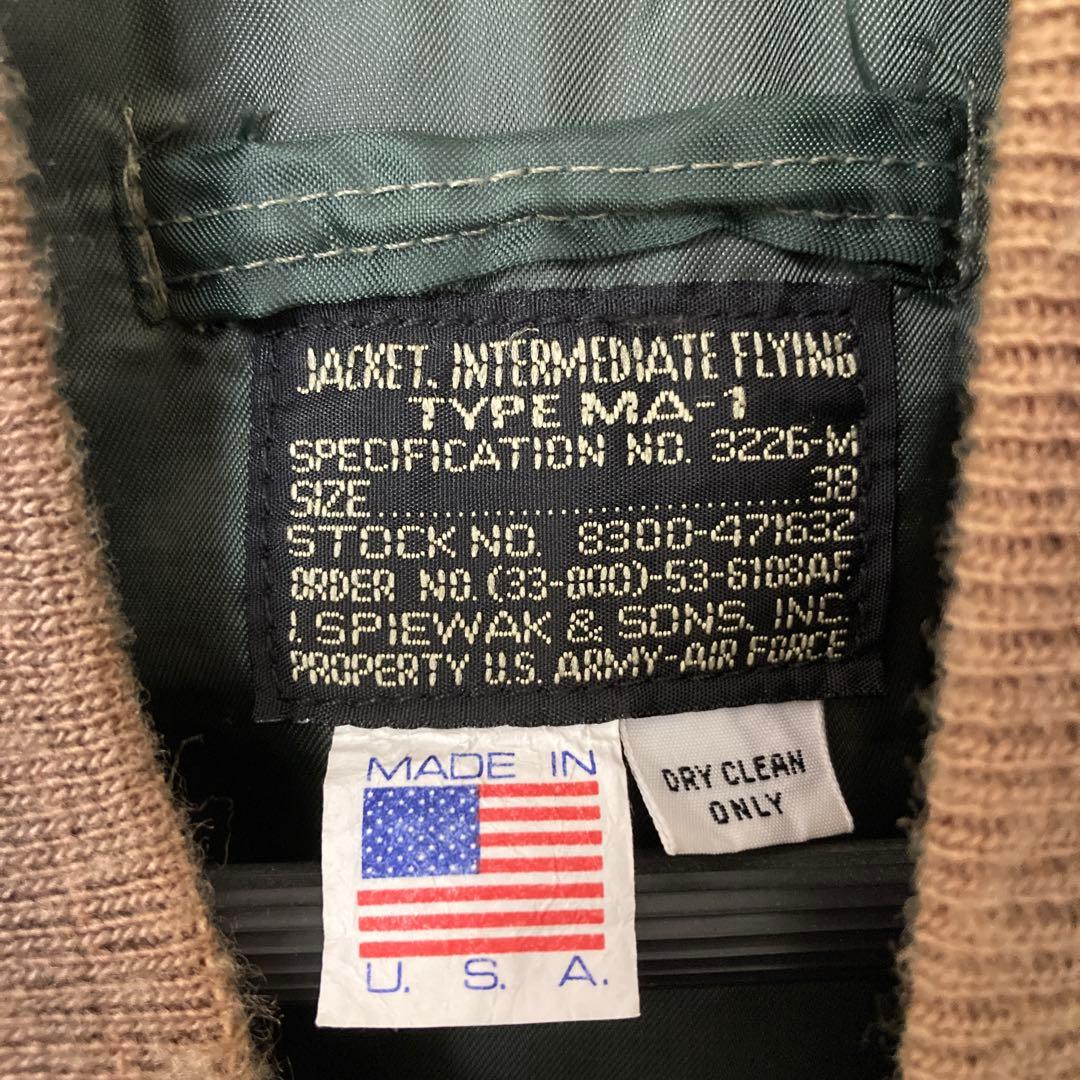 JACKET. INTERMEDIATE FLYING
TYPE MA-1
SPECIFICATION NO. 3226-M
SIZE........................................ 38
STOCK NO. 8300-471632
ORDER NO. (33-000)-53-6108AF
I. SPIEWAK & SONS, INC
PROPERTY U.S. ARMY-AIR FORCE
MADE IN
U. S. A.
DRY CLEAN
ONLY